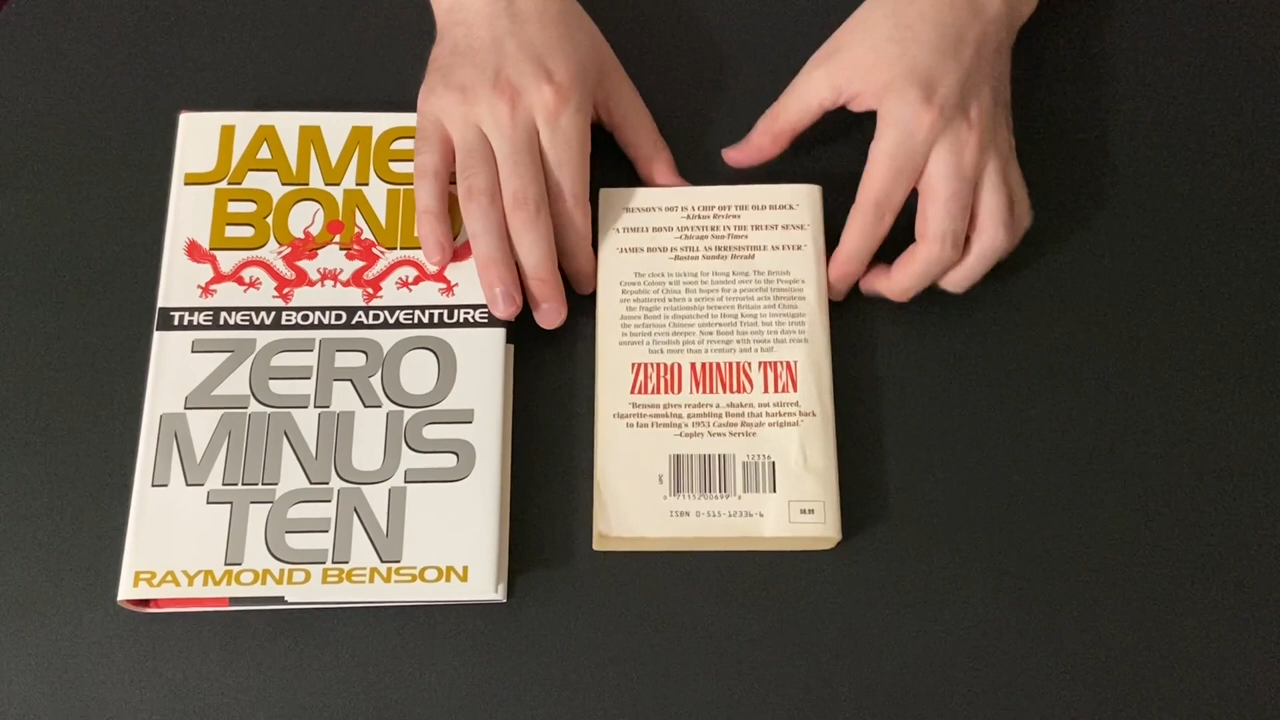 JAME
BOND
THE NEW BOND ADVENTURE
ZERO
MINUS
TEN
RAYMOND BENSON
"BENSON'S 007 IS A CHIP OFF THE OLD BLOCK."
—Kirkus Reviews
"A TIMELY BOND ADVENTURE IN THE TRUEST SENSE."
—Chicago Sun-Times
"JAMES BOND IS STILL AS IRRESISTIBLE AS EVER."
—Boston Sunday Herald
The clock is ticking for Hong Kong. The British
Crown Colony will soon be handed over to the People's
Republic of China. But hopes for a peaceful transition
are shattered when a series of terrorist acts threatens
the fragile relationship between Britain and China.
James Bond is dispatched to Hong Kong to investigate
the nefarious Chinese underworld Triad, but the truth
is buried even deeper. Now Bond has only ten days to
unravel a fiendish plot of revenge with roots that reach
back more than a century and a half...
ZERO MINUS TEN
"Benson gives readers a...shaken, not stirred,
cigarette-smoking, gambling Bond that harkens back
to Ian Fleming's 1953 Casino Royale original."
—Copley News Service
12336
UPC
0 71152 00699 8
ISBN 0-515-12336-6
$6.99